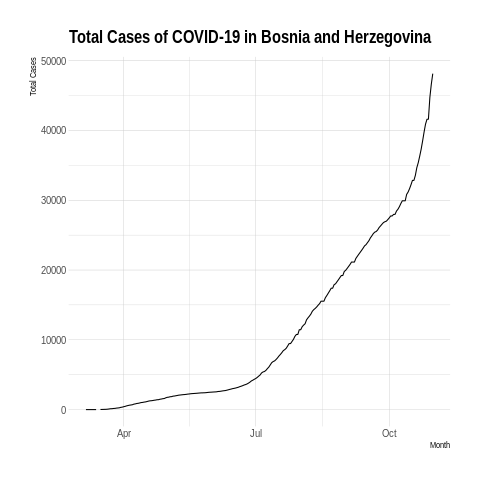 Total Cases of COVID-19 in Bosnia and Herzegovina
Total Cases
50000
40000
30000
20000
10000
0
Apr Jul Oct
Month